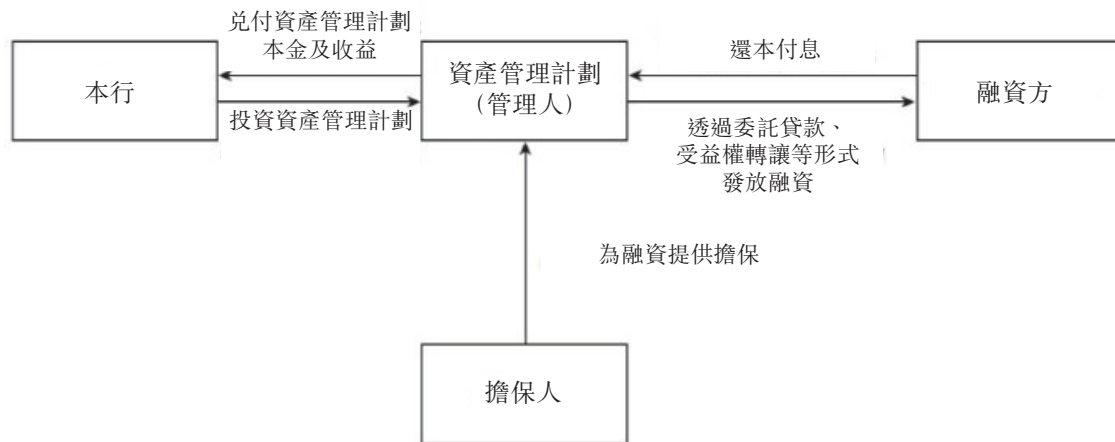 兑付資產管理計劃
本金及收益
本行
投資資產管理計劃
資產管理計劃
(管理人)
還本付息
融資方
透過委託貸款、
受益權轉讓等形式
發放融資
為融資提供擔保
擔保人